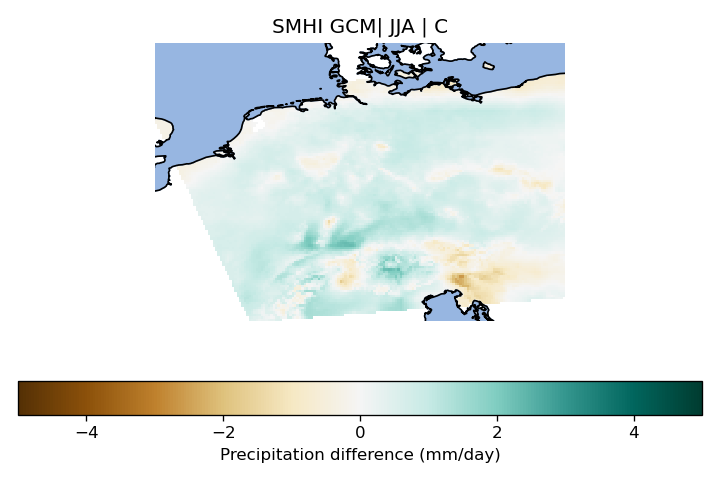 SMHI GCM| JJA | C
−4 −2 0 2 4
Precipitation difference (mm/day)